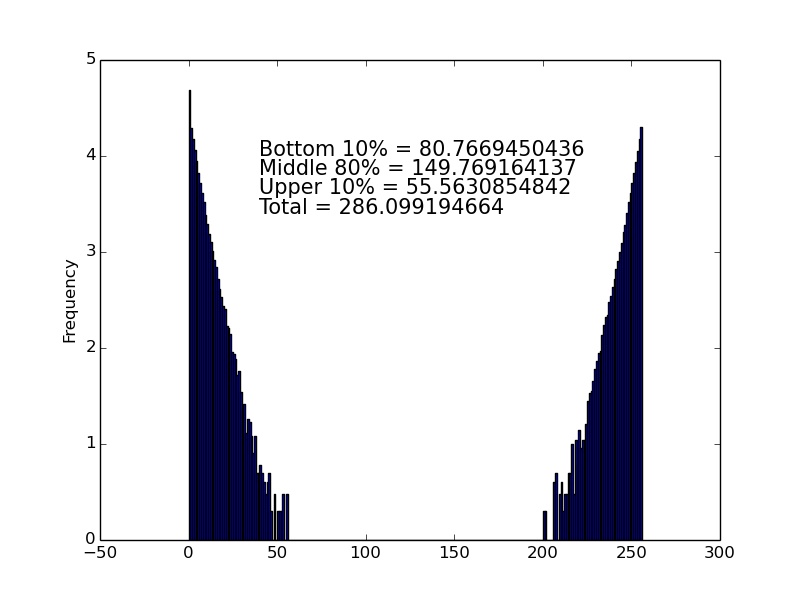 5
4
3
2
1
0
Frequency
Bottom 10% = 80.7669450436
Middle 80% = 149.769164137
Upper 10% = 55.5630854842
Total = 286.099194664
−50 0 50 100 150 200 250 300